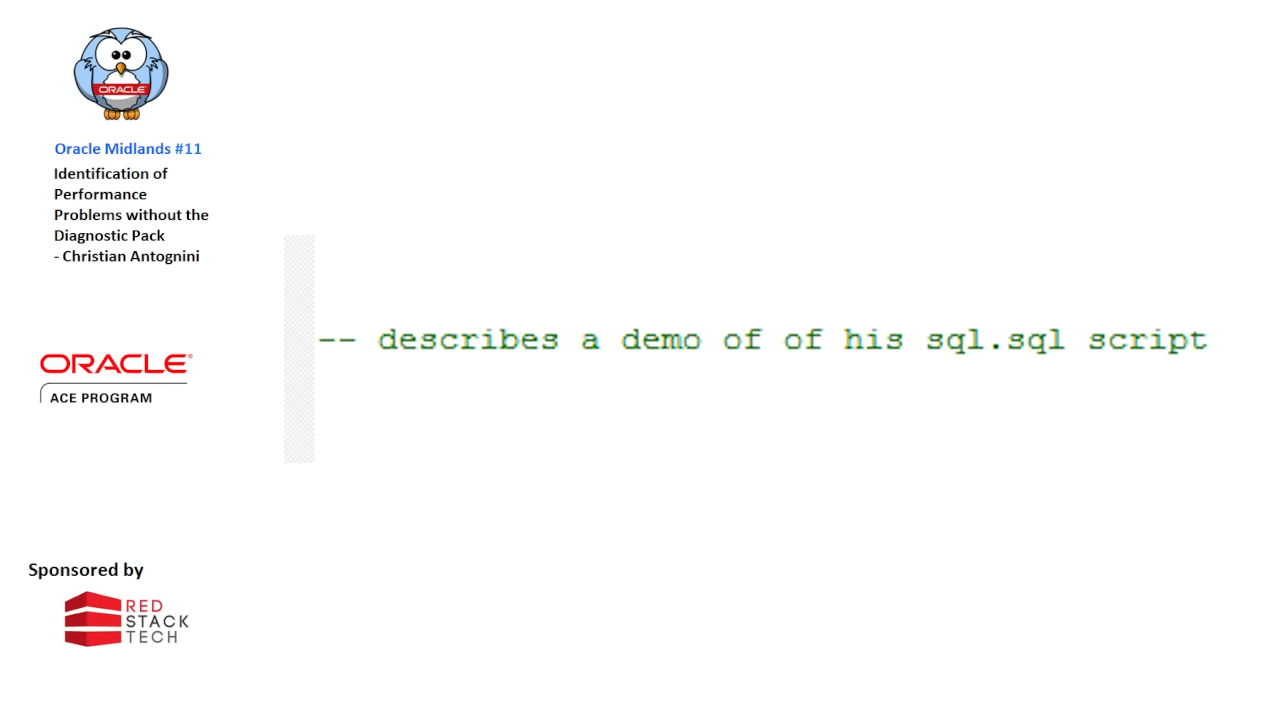 ORACLE
Oracle Midlands #11
Identification of
Performance
Problems without the
Diagnostic Pack
- Christian Antognini
-- describes a demo of of his sql.sql script
ORACLE®
ACE PROGRAM
Sponsored by
RED
STACK
TECH